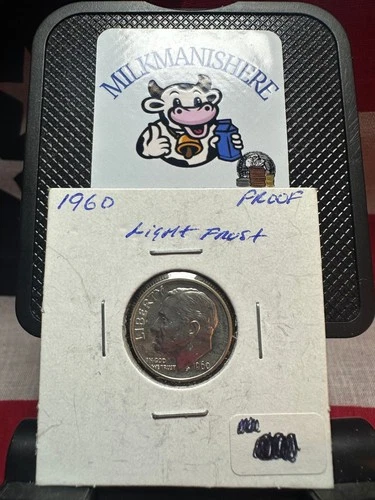 MILKMANISHERE
1960 PROOF
Light Frost
LIBERTY
IN GOD
WE TRUST 1960